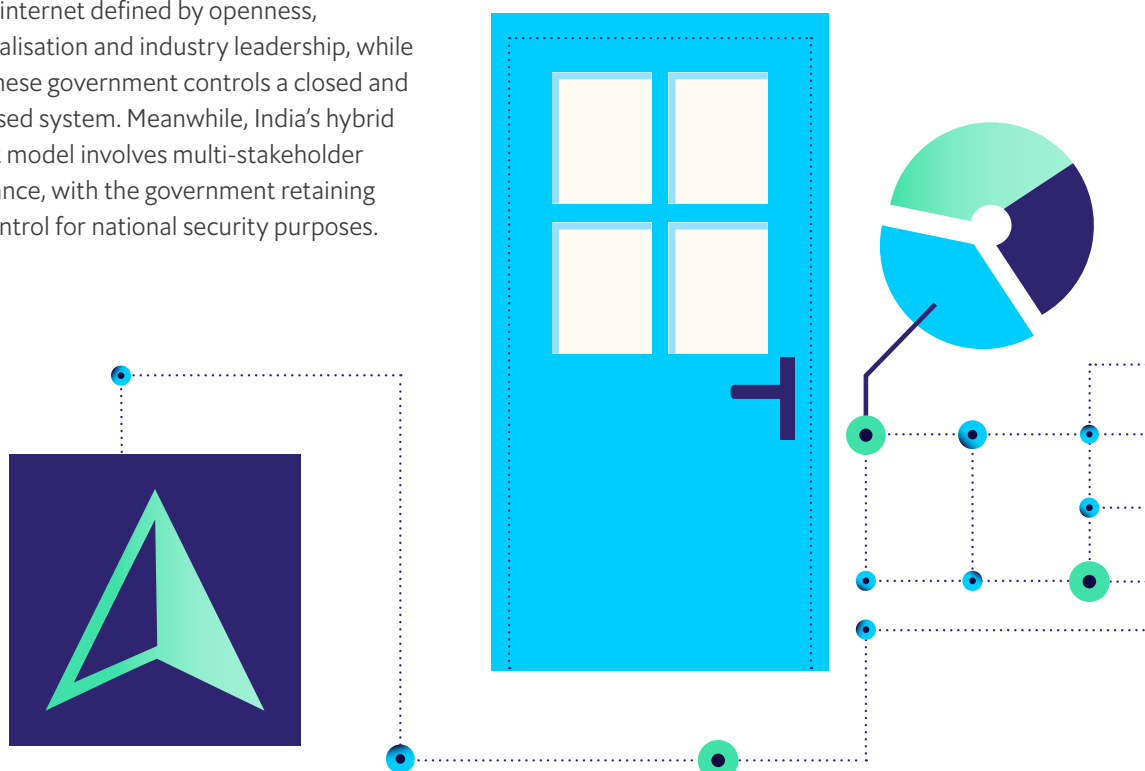 internet defined by openness,
alisation and industry leadership, while
nese government controls a closed and
sed system. Meanwhile, India’s hybrid
model involves multi-stakeholder
ance, with the government retaining
ntrol for national security purposes.